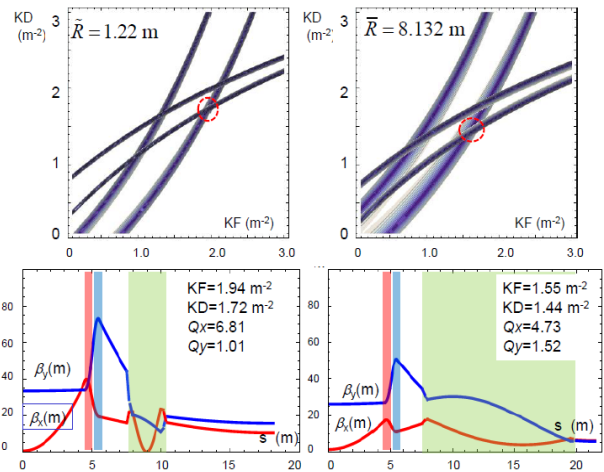 KD
(m-2)
R̃ = 1.22 m
3
2
1
0
KF (m-2)
0 1.0 2.0 3.0
KD
(m-2)
R̅ = 8.132 m
3
2
1
0
KF (m-2)
0 1.0 2.0 3.0
80
60
40
20
0
βy(m)
βx(m)
KF=1.94 m-2
KD=1.72 m-2
Qx=6.81
Qy=1.01
s (m)
0 5 10 15 20
80
60
40
20
0
βy(m)
βx(m)
KF=1.55 m-2
KD=1.44 m-2
Qx=4.73
Qy=1.52
s (m)
0 5 10 15 20